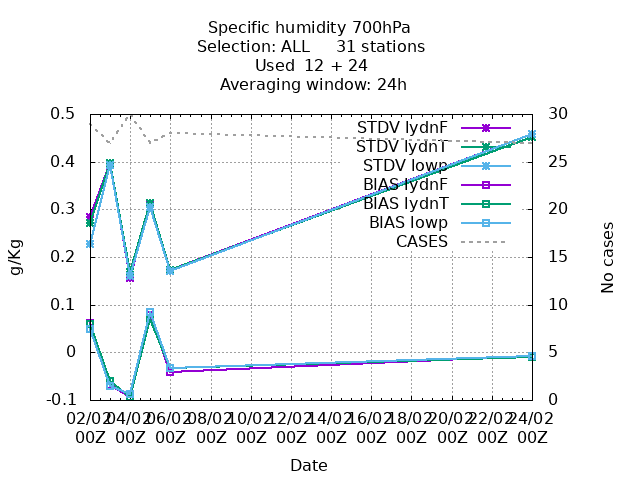 Specific humidity 700hPa
Selection: ALL     31 stations
Used  12 + 24
Averaging window: 24h
0.5
0.4
0.3
0.2
0.1
0
-0.1
g/Kg
STDV lydnF
STDV lydnT
STDV lowp
BIAS lydnF
BIAS lydnT
BIAS lowp
CASES
30
25
20
15
10
5
0
No cases
02/02 04/02 06/02 08/02 10/02 12/02 14/02 16/02 18/02 20/02 22/02 24/02
00Z 00Z 00Z 00Z 00Z 00Z 00Z 00Z 00Z 00Z 00Z 00Z
Date